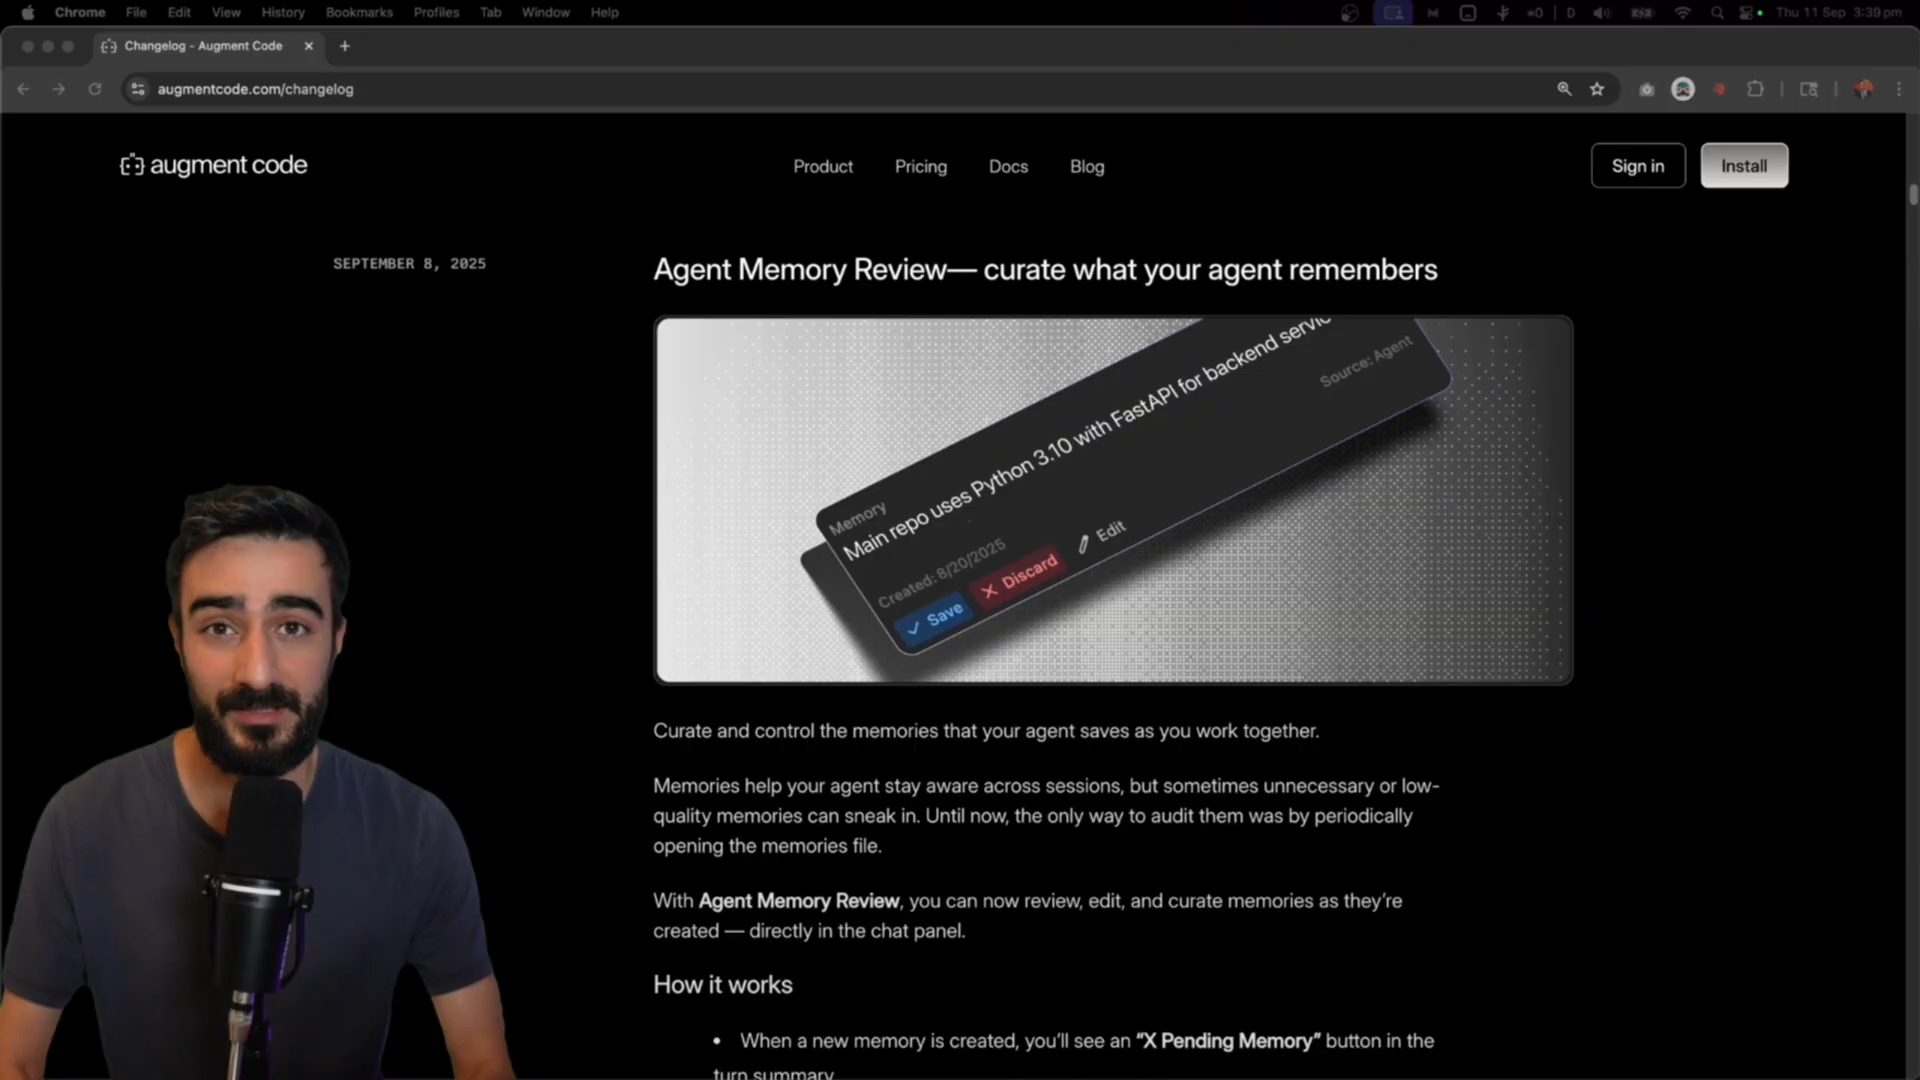 Chrome File Edit View History Bookmarks Profiles Tab Window Help
Thu 11 Sep 3:39 pm
Changelog - Augment Code
augmentcode.com/changelog
augment code
Product Pricing Docs Blog
Sign in Install
SEPTEMBER 8, 2025
Agent Memory Review— curate what your agent remembers
Memory
Main repo uses Python 3.10 with FastAPI for backend servic
Source: Agent
Created: 8/20/2025
Save Discard Edit
Curate and control the memories that your agent saves as you work together.
Memories help your agent stay aware across sessions, but sometimes unnecessary or low-
quality memories can sneak in. Until now, the only way to audit them was by periodically
opening the memories file.
With Agent Memory Review, you can now review, edit, and curate memories as they’re
created — directly in the chat panel.
How it works
• When a new memory is created, you’ll see an “X Pending Memory” button in the
turn summary.